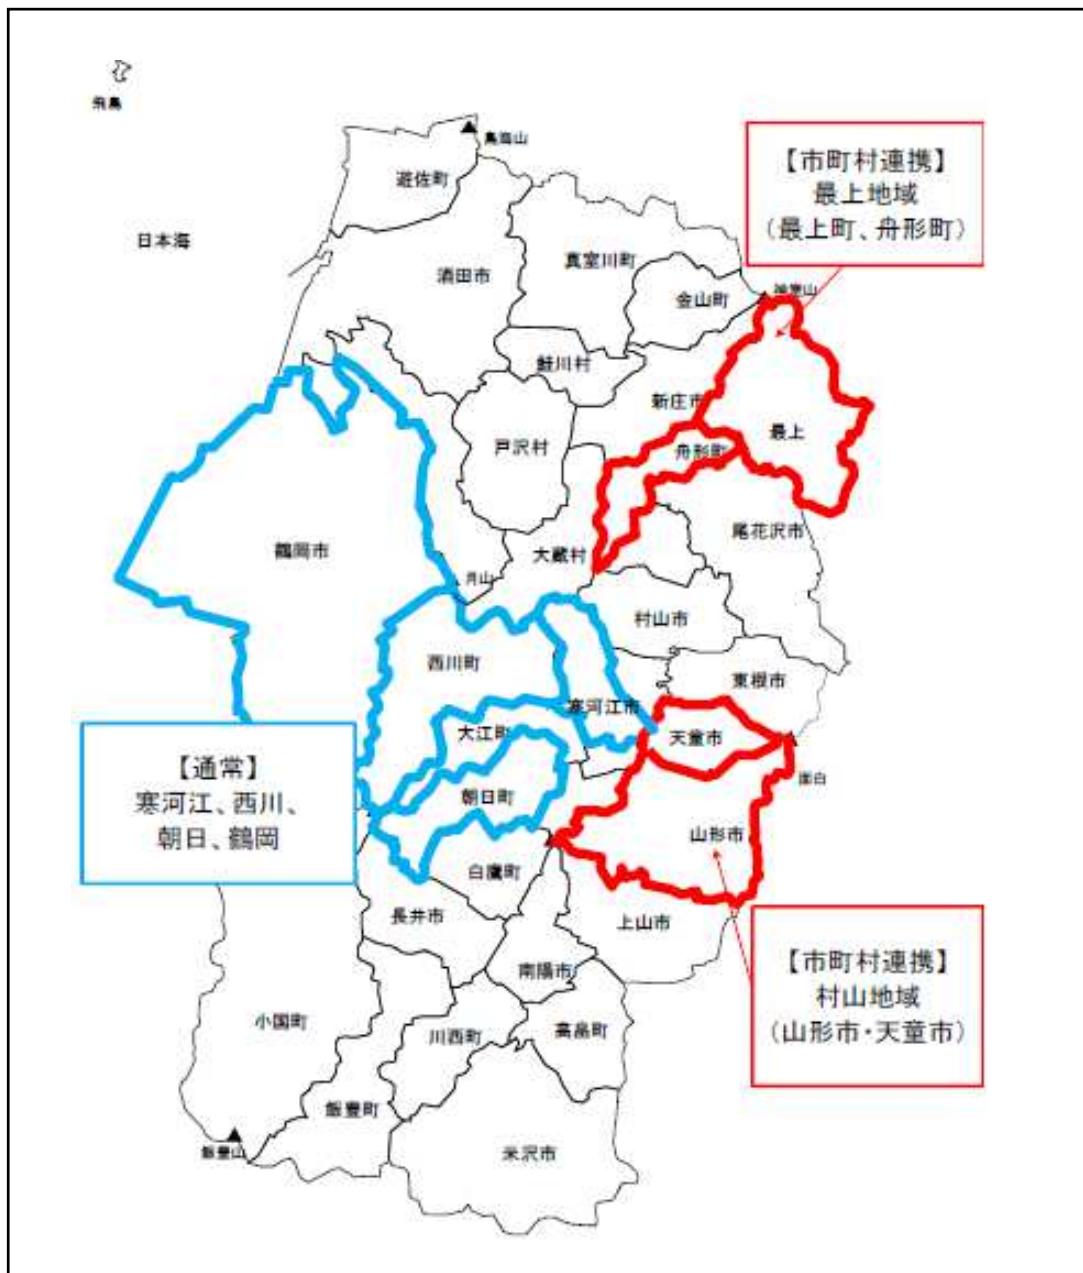 飛島
鳥海山
【市町村連携】
最上地域
（最上町、舟形町）
遊佐町
日本海
真室川町
酒田市
金山町
神室山
鮭川村
新庄市
最上
戸沢村
舟形町
尾花沢市
鶴岡市
大蔵村
月山
村山市
西川町
東根市
寒河江市
大江町
天童市
【通常】
寒河江、西川、
朝日、鶴岡
面白
朝日町
山形市
白鷹町
長井市
上山市
【市町村連携】
村山地域
（山形市・天童市）
南陽市
小国町
川西町
高畠町
飯豊町
飯豊山
米沢市